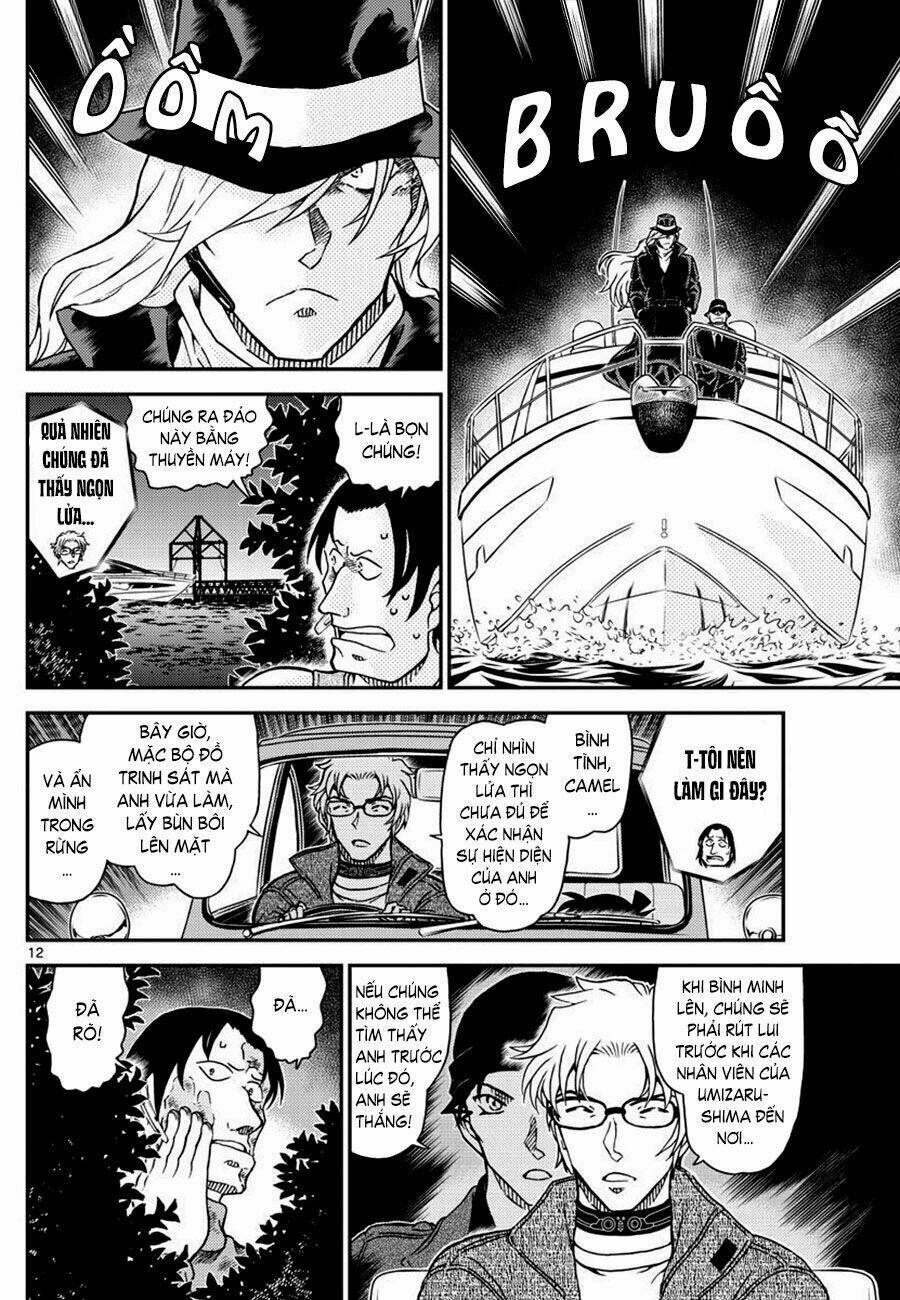 BRUỒỒ
ỒỒM
L-LÀ BỌN
CHÚNG!
CHÚNG RA ĐẢO
NÀY BẰNG
THUYỀN MÁY!
QUẢ NHIÊN
CHÚNG ĐÃ
THẤY NGỌN
LỬA...
T-TÔI NÊN
LÀM GÌ ĐÂY?
BÌNH
TĨNH,
CAMEL
...
CHỈ NHÌN
THẤY NGỌN
LỬA THÌ
CHƯA ĐỦ ĐỂ
XÁC NHẬN
SỰ HIỆN DIỆN
CỦA ANH
Ở ĐÓ...
BÂY GIỜ,
MẶC BỘ ĐỒ
TRINH SÁT MÀ
ANH VỪA LÀM,
LẤY BÙN BÔI
LÊN MẶT
...
VÀ ẨN
MÌNH
TRONG
RỪNG
...
12
KHI BÌNH MINH
LÊN, CHÚNG SẼ
PHẢI RÚT LUI
TRƯỚC KHI CÁC
NHÂN VIÊN CỦA
UMIZARU-
SHIMA ĐẾN
NƠI...
NẾU CHÚNG
KHÔNG THỂ
TÌM THẤY
ANH TRƯỚC
LÚC ĐÓ,
ANH SẼ
THẮNG!
ĐÃ...
ĐÃ
RÕ!